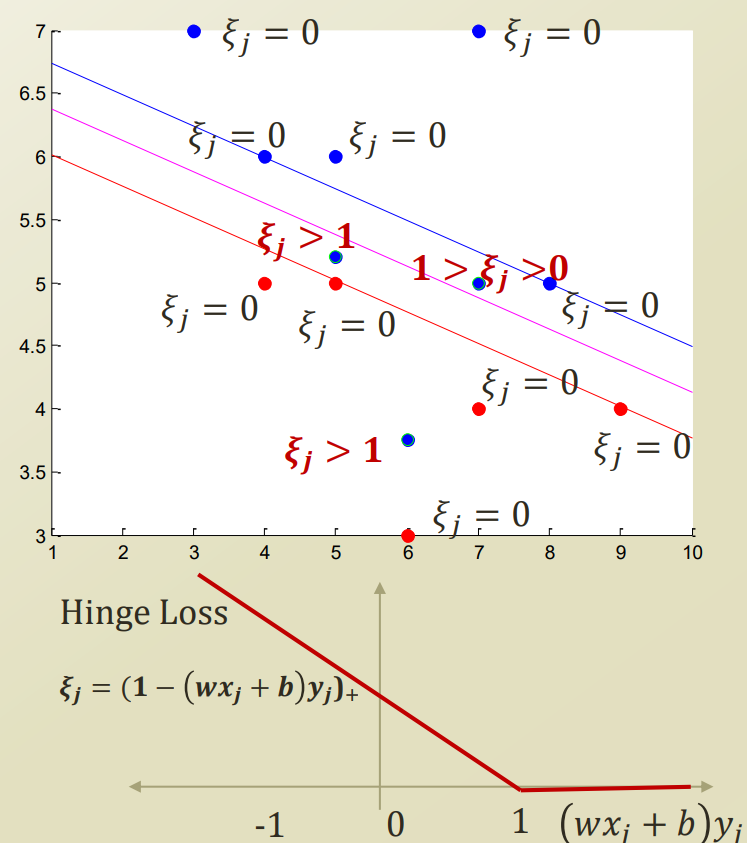 7
ξj = 0
ξj = 0
6.5
ξj = 0
ξj = 0
6
5.5
ξj > 1
1 > ξj >0
5
ξj = 0
ξj = 0
ξj = 0
4.5
ξj = 0
4
ξj > 1
ξj = 0
3.5
ξj = 0
3
1 2 3 4 5 6 7 8 9 10
Hinge Loss
ξj = (1 − (wxj + b)yj)+
-1 0 1 (wxj + b)yj